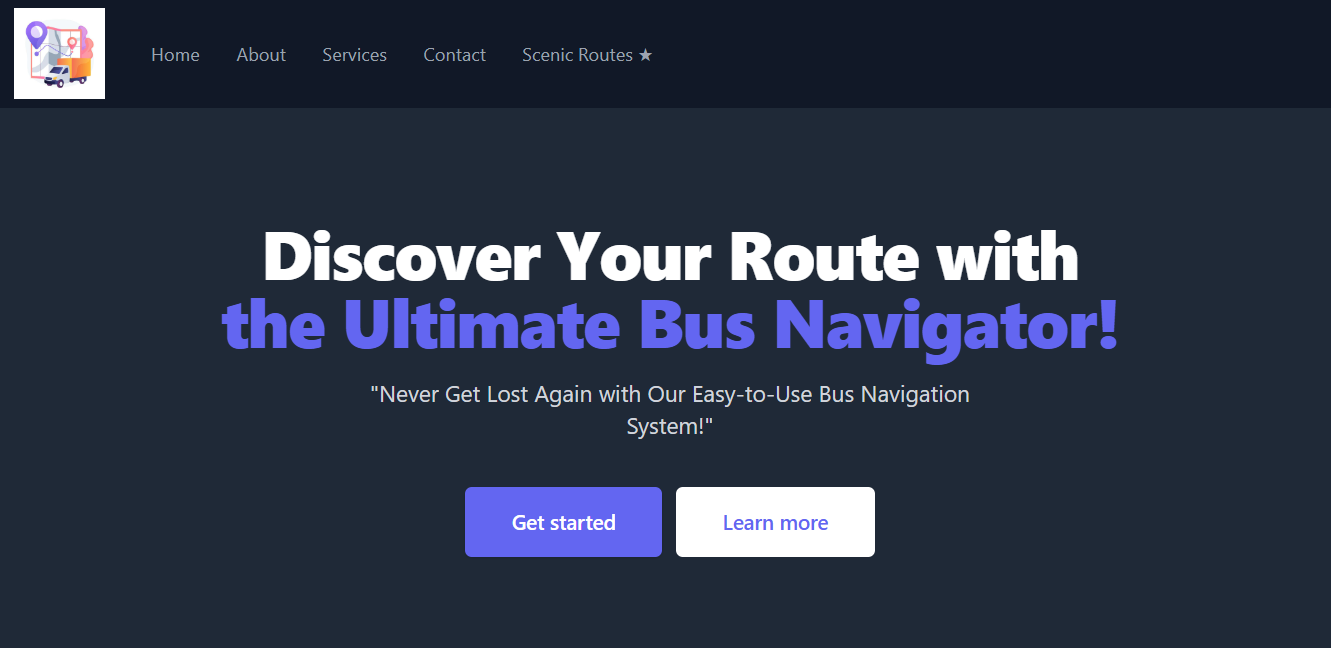 Home About Services Contact Scenic Routes ★
Discover Your Route with
the Ultimate Bus Navigator!
"Never Get Lost Again with Our Easy-to-Use Bus Navigation
System!"
Get started Learn more